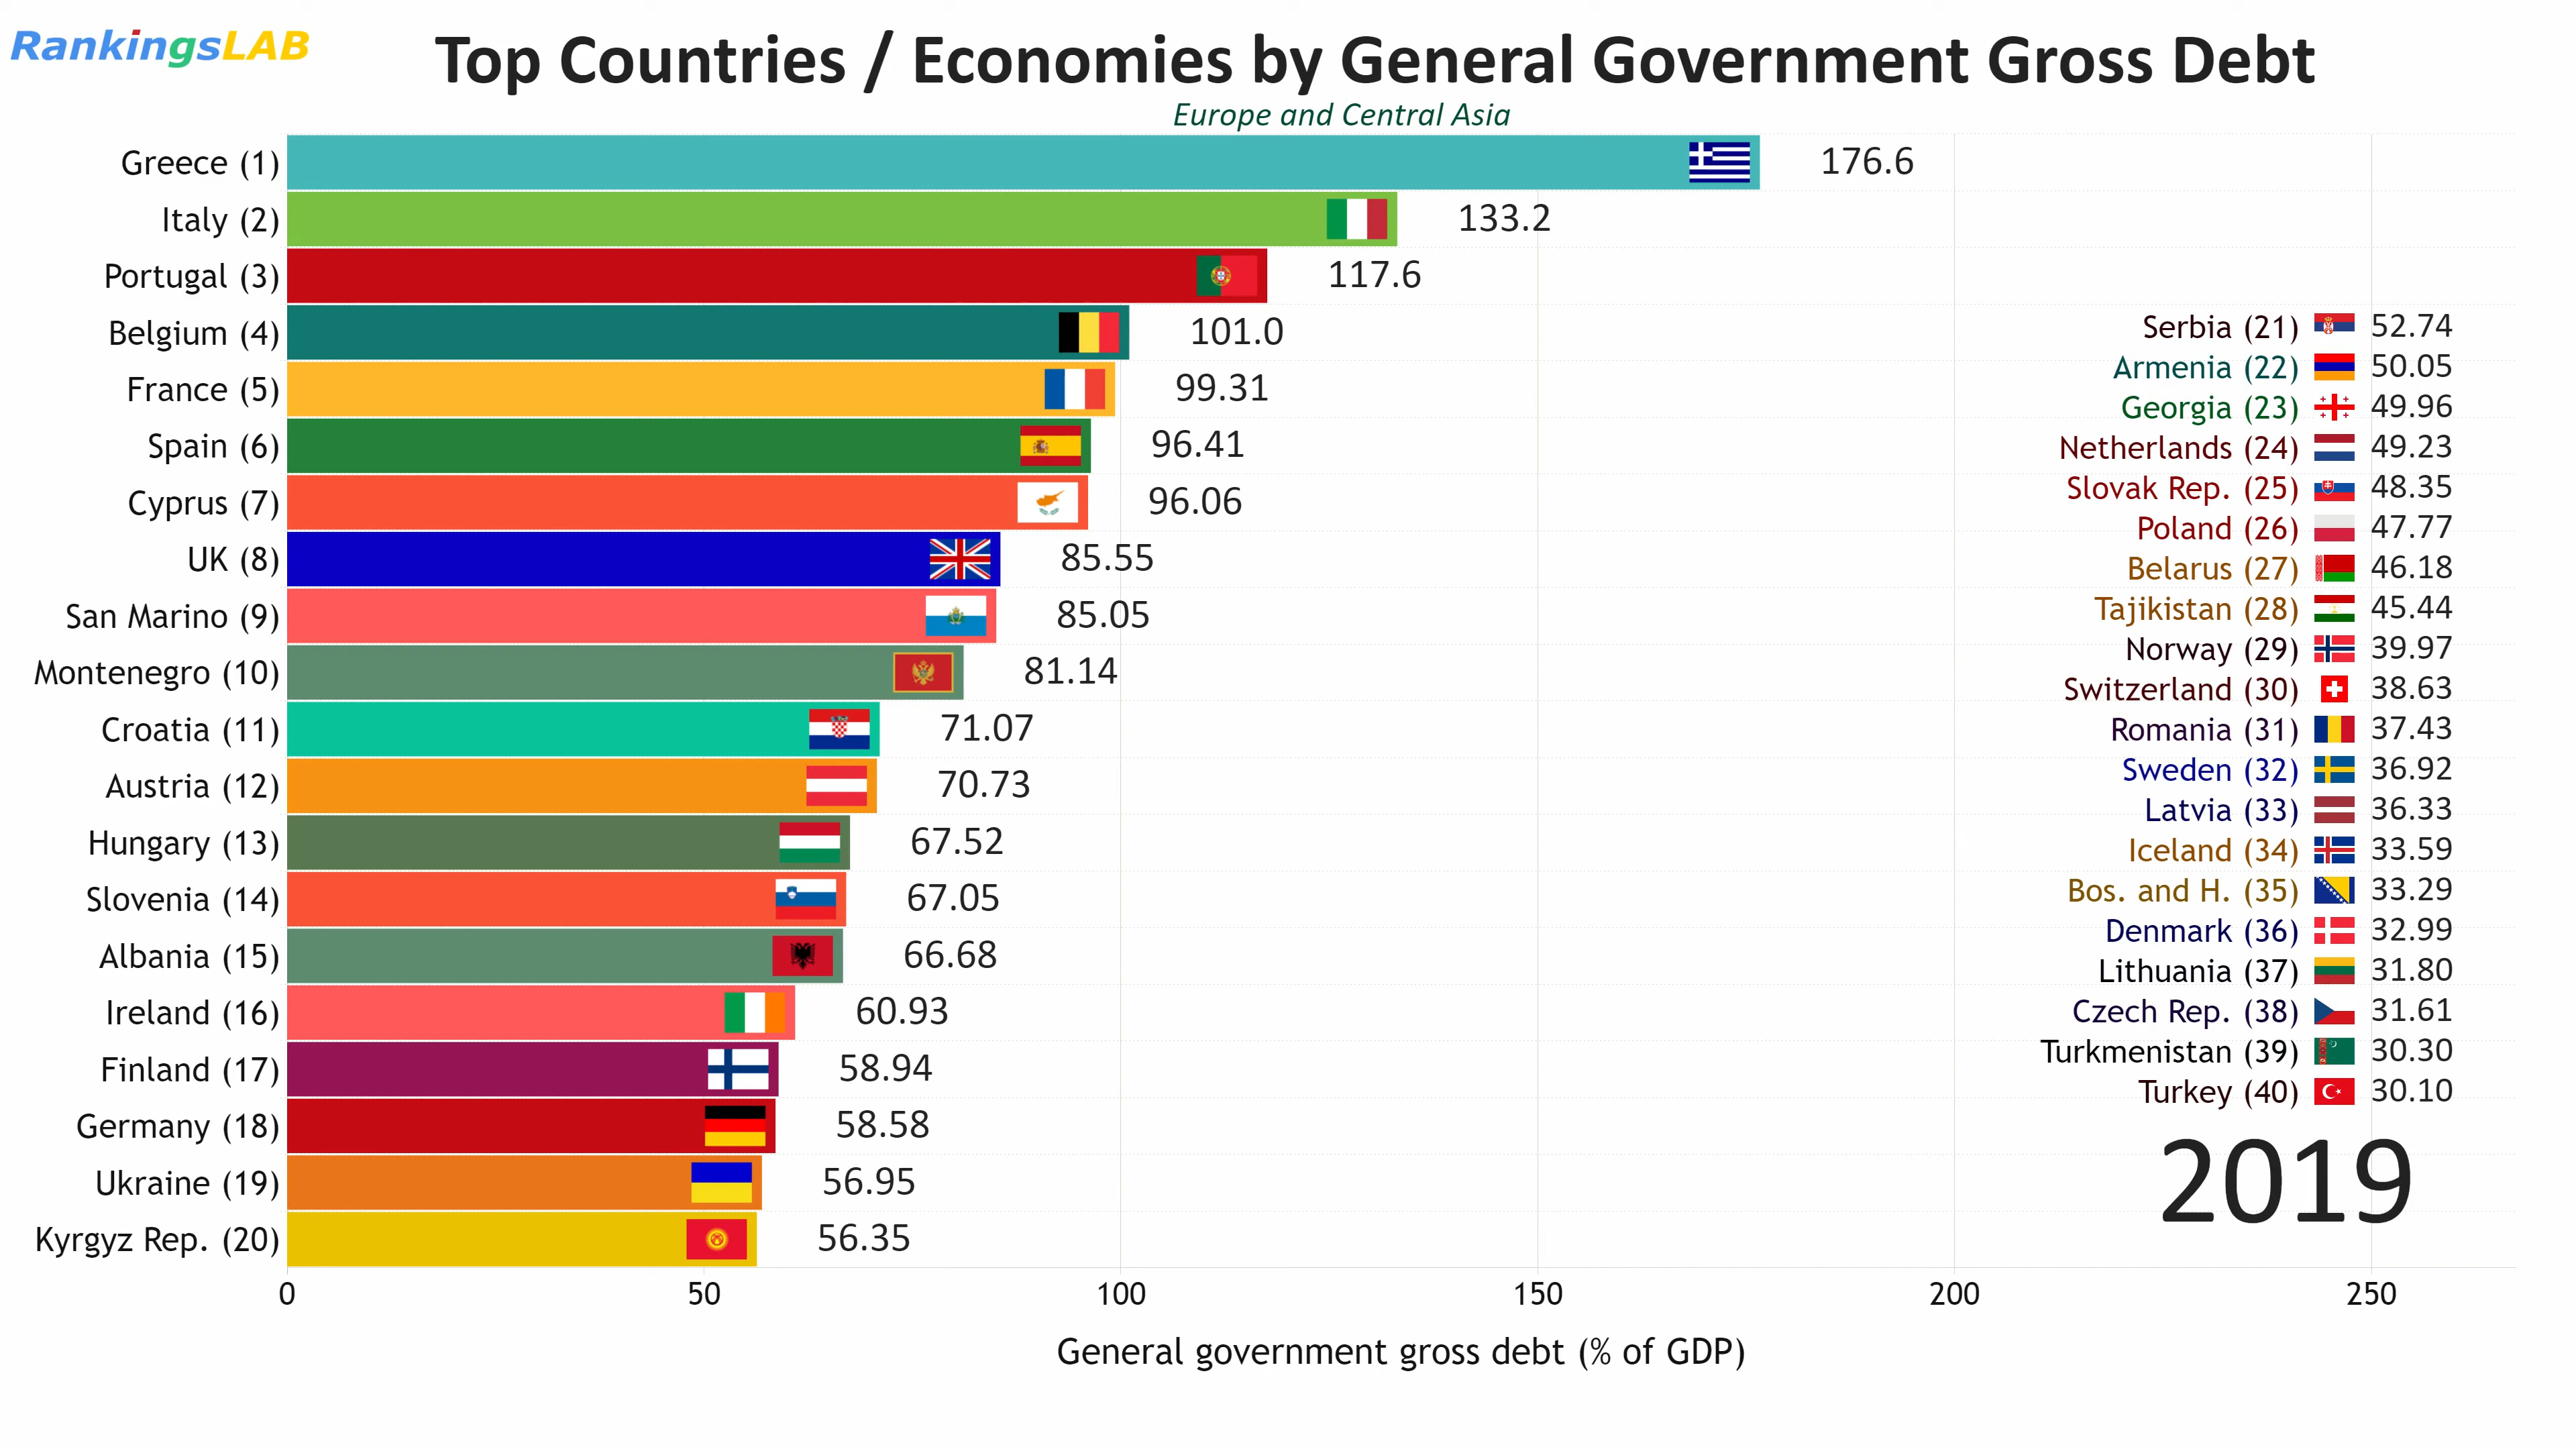 RankingsLAB
Top Countries / Economies by General Government Gross Debt
Europe and Central Asia
Greece (1) 176.6
Italy (2) 133.2
Portugal (3) 117.6
Belgium (4) 101.0
France (5) 99.31
Spain (6) 96.41
Cyprus (7) 96.06
UK (8) 85.55
San Marino (9) 85.05
Montenegro (10) 81.14
Croatia (11) 71.07
Austria (12) 70.73
Hungary (13) 67.52
Slovenia (14) 67.05
Albania (15) 66.68
Ireland (16) 60.93
Finland (17) 58.94
Germany (18) 58.58
Ukraine (19) 56.95
Kyrgyz Rep. (20) 56.35
Serbia (21) 52.74
Armenia (22) 50.05
Georgia (23) 49.96
Netherlands (24) 49.23
Slovak Rep. (25) 48.35
Poland (26) 47.77
Belarus (27) 46.18
Tajikistan (28) 45.44
Norway (29) 39.97
Switzerland (30) 38.63
Romania (31) 37.43
Sweden (32) 36.92
Latvia (33) 36.33
Iceland (34) 33.59
Bos. and H. (35) 33.29
Denmark (36) 32.99
Lithuania (37) 31.80
Czech Rep. (38) 31.61
Turkmenistan (39) 30.30
Turkey (40) 30.10
2019
0 50 100 150 200 250
General government gross debt (% of GDP)